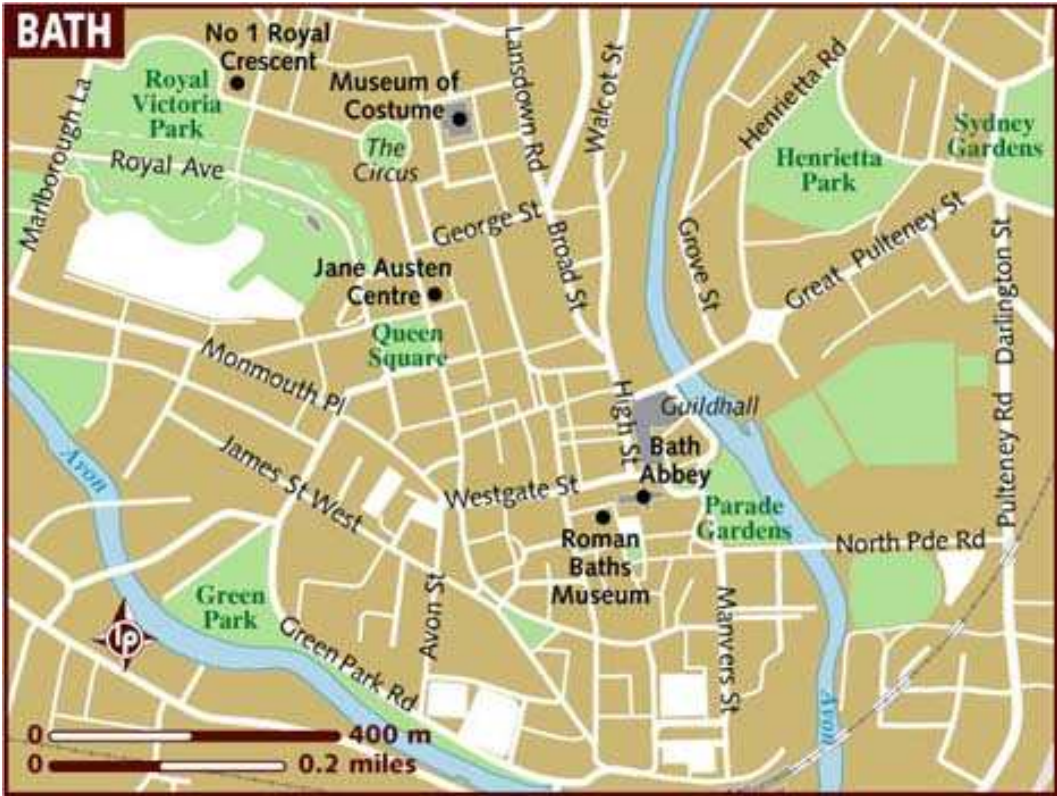 BATH
No 1 Royal
Crescent
Museum of
Costume
Royal
Victoria
Park
Marlborough La
Royal Ave
The
Circus
Lansdown Rd
Walcot St
Henrietta Rd
Henrietta
Park
Sydney
Gardens
George St
Broad St
Grove St
Great Pulteney St
Darlington St
Pulteney Rd
Jane Austen
Centre
Queen
Square
Monmouth Pl
High St
Guildhall
Bath
Abbey
Avon
James St West
Westgate St
Parade
Gardens
North Pde Rd
Roman
Baths
Museum
Green
Park
Green Park Rd
Avon St
Manvers St
Avon
lp
0 400 m
0 0.2 miles